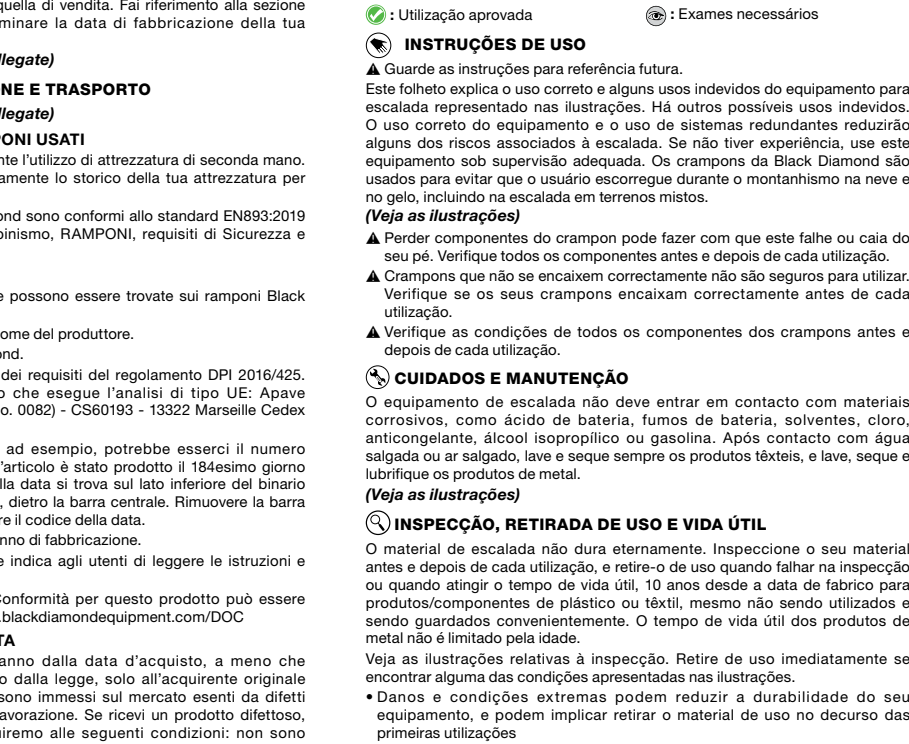 quella di vendita. Fai riferimento alla sezione
minare la data di fabbricazione della tua
llegate)
NE E TRASPORTO
llegate)
PONI USATI
nte l’utilizzo di attrezzatura di seconda mano.
amente lo storico della tua attrezzatura per
ond sono conformi allo standard EN893:2019
pinismo, RAMPONI, requisiti di Sicurezza e
e possono essere trovate sui ramponi Black
ome del produttore.
ond.
dei requisiti del regolamento DPI 2016/425.
o che esegue l’analisi di tipo UE: Apave
o. 0082) - CS60193 - 13322 Marseille Cedex
ad esempio, potrebbe esserci il numero
’articolo è stato prodotto il 184esimo giorno
lla data si trova sul lato inferiore del binario
, dietro la barra centrale. Rimuovere la barra
re il codice della data.
nno di fabbricazione.
e indica agli utenti di leggere le istruzioni e
Conformità per questo prodotto può essere
.blackdiamondequipment.com/DOC
TA
anno dalla data d’acquisto, a meno che
o dalla legge, solo all’acquirente originale
sono immessi sul mercato esenti da difetti
avorazione. Se ricevi un prodotto difettoso,
uiremo alle seguenti condizioni: non sono
: Utilização aprovada : Exames necessários
INSTRUÇÕES DE USO
Guarde as instruções para referência futura.
Este folheto explica o uso correto e alguns usos indevidos do equipamento para
escalada representado nas ilustrações. Há outros possíveis usos indevidos.
O uso correto do equipamento e o uso de sistemas redundantes reduzirão
alguns dos riscos associados à escalada. Se não tiver experiência, use este
equipamento sob supervisão adequada. Os crampons da Black Diamond são
usados para evitar que o usuário escorregue durante o montanhismo na neve e
no gelo, incluindo na escalada em terrenos mistos.
(Veja as ilustrações)
Perder componentes do crampon pode fazer com que este falhe ou caia do
seu pé. Verifique todos os componentes antes e depois de cada utilização.
Crampons que não se encaixem correctamente não são seguros para utilizar.
Verifique se os seus crampons encaixam correctamente antes de cada
utilização.
Verifique as condições de todos os componentes dos crampons antes e
depois de cada utilização.
CUIDADOS E MANUTENÇÃO
O equipamento de escalada não deve entrar em contacto com materiais
corrosivos, como ácido de bateria, fumos de bateria, solventes, cloro,
anticongelante, álcool isopropílico ou gasolina. Após contacto com água
salgada ou ar salgado, lave e seque sempre os produtos têxteis, e lave, seque e
lubrifique os produtos de metal.
(Veja as ilustrações)
INSPECÇÃO, RETIRADA DE USO E VIDA ÚTIL
O material de escalada não dura eternamente. Inspeccione o seu material
antes e depois de cada utilização, e retire-o de uso quando falhar na inspecção
ou quando atingir o tempo de vida útil, 10 anos desde a data de fabrico para
produtos/componentes de plástico ou têxtil, mesmo não sendo utilizados e
sendo guardados convenientemente. O tempo de vida útil dos produtos de
metal não é limitado pela idade.
Veja as ilustrações relativas à inspecção. Retire de uso imediatamente se
encontrar alguma das condições apresentadas nas ilustrações.
• Danos e condições extremas podem reduzir a durabilidade do seu
equipamento, e podem implicar retirar o material de uso no decurso das
primeiras utilizações